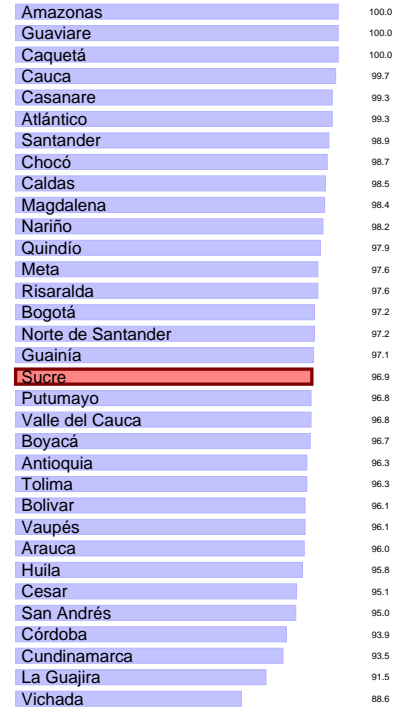 Amazonas 100.0
Guaviare 100.0
Caquetá 100.0
Cauca 99.7
Casanare 99.3
Atlántico 99.3
Santander 98.9
Chocó 98.7
Caldas 98.5
Magdalena 98.4
Nariño 98.2
Quindío 97.9
Meta 97.6
Risaralda 97.6
Bogotá 97.2
Norte de Santander 97.2
Guainía 97.1
Sucre 96.9
Putumayo 96.8
Valle del Cauca 96.8
Boyacá 96.7
Antioquia 96.3
Tolima 96.3
Bolivar 96.1
Vaupés 96.1
Arauca 96.0
Huila 95.8
Cesar 95.1
San Andrés 95.0
Córdoba 93.9
Cundinamarca 93.5
La Guajira 91.5
Vichada 88.6